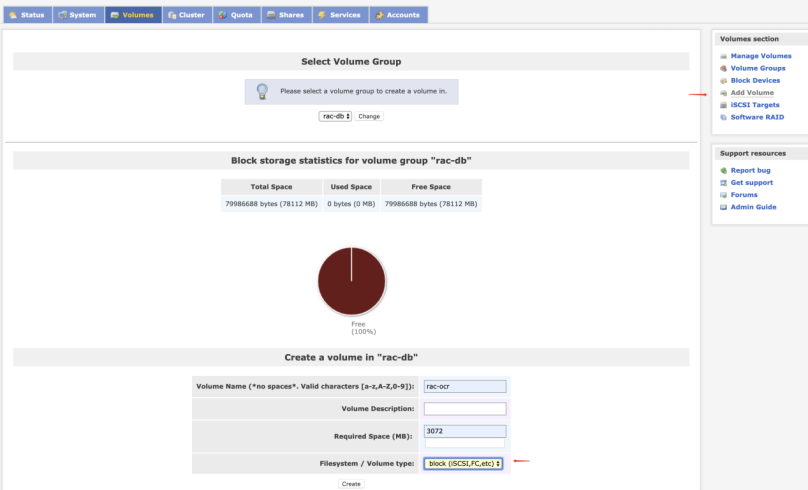 Status System Volumes Cluster Quota Shares Services Accounts
Volumes section
Manage Volumes
Volume Groups
Block Devices
Add Volume
iSCSI Targets
Software RAID
Support resources
Report bug
Get support
Forums
Admin Guide
Select Volume Group
Please select a volume group to create a volume in.
rac-db Change
Block storage statistics for volume group "rac-db"
Total Space Used Space Free Space
79986688 bytes (78112 MB) 0 bytes (0 MB) 79986688 bytes (78112 MB)
Free
(100%)
Create a volume in "rac-db"
Volume Name (*no spaces*. Valid characters [a-z,A-Z,0-9]): rac-ocr
Volume Description:
Required Space (MB): 3072
Filesystem / Volume type: block (iSCSI,FC,etc)
Create